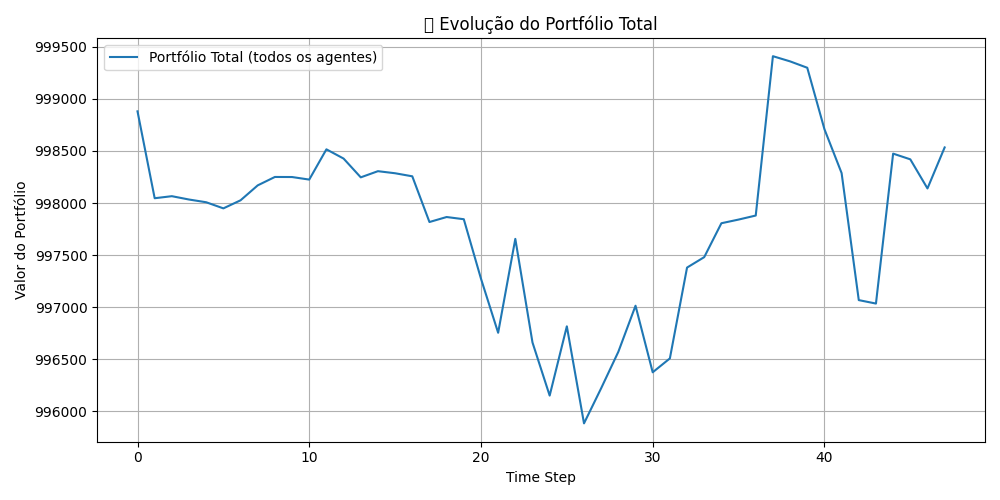 Evolução do Portfólio Total
Portfólio Total (todos os agentes)
Valor do Portfólio
999500
999000
998500
998000
997500
997000
996500
996000
0 10 20 30 40
Time Step